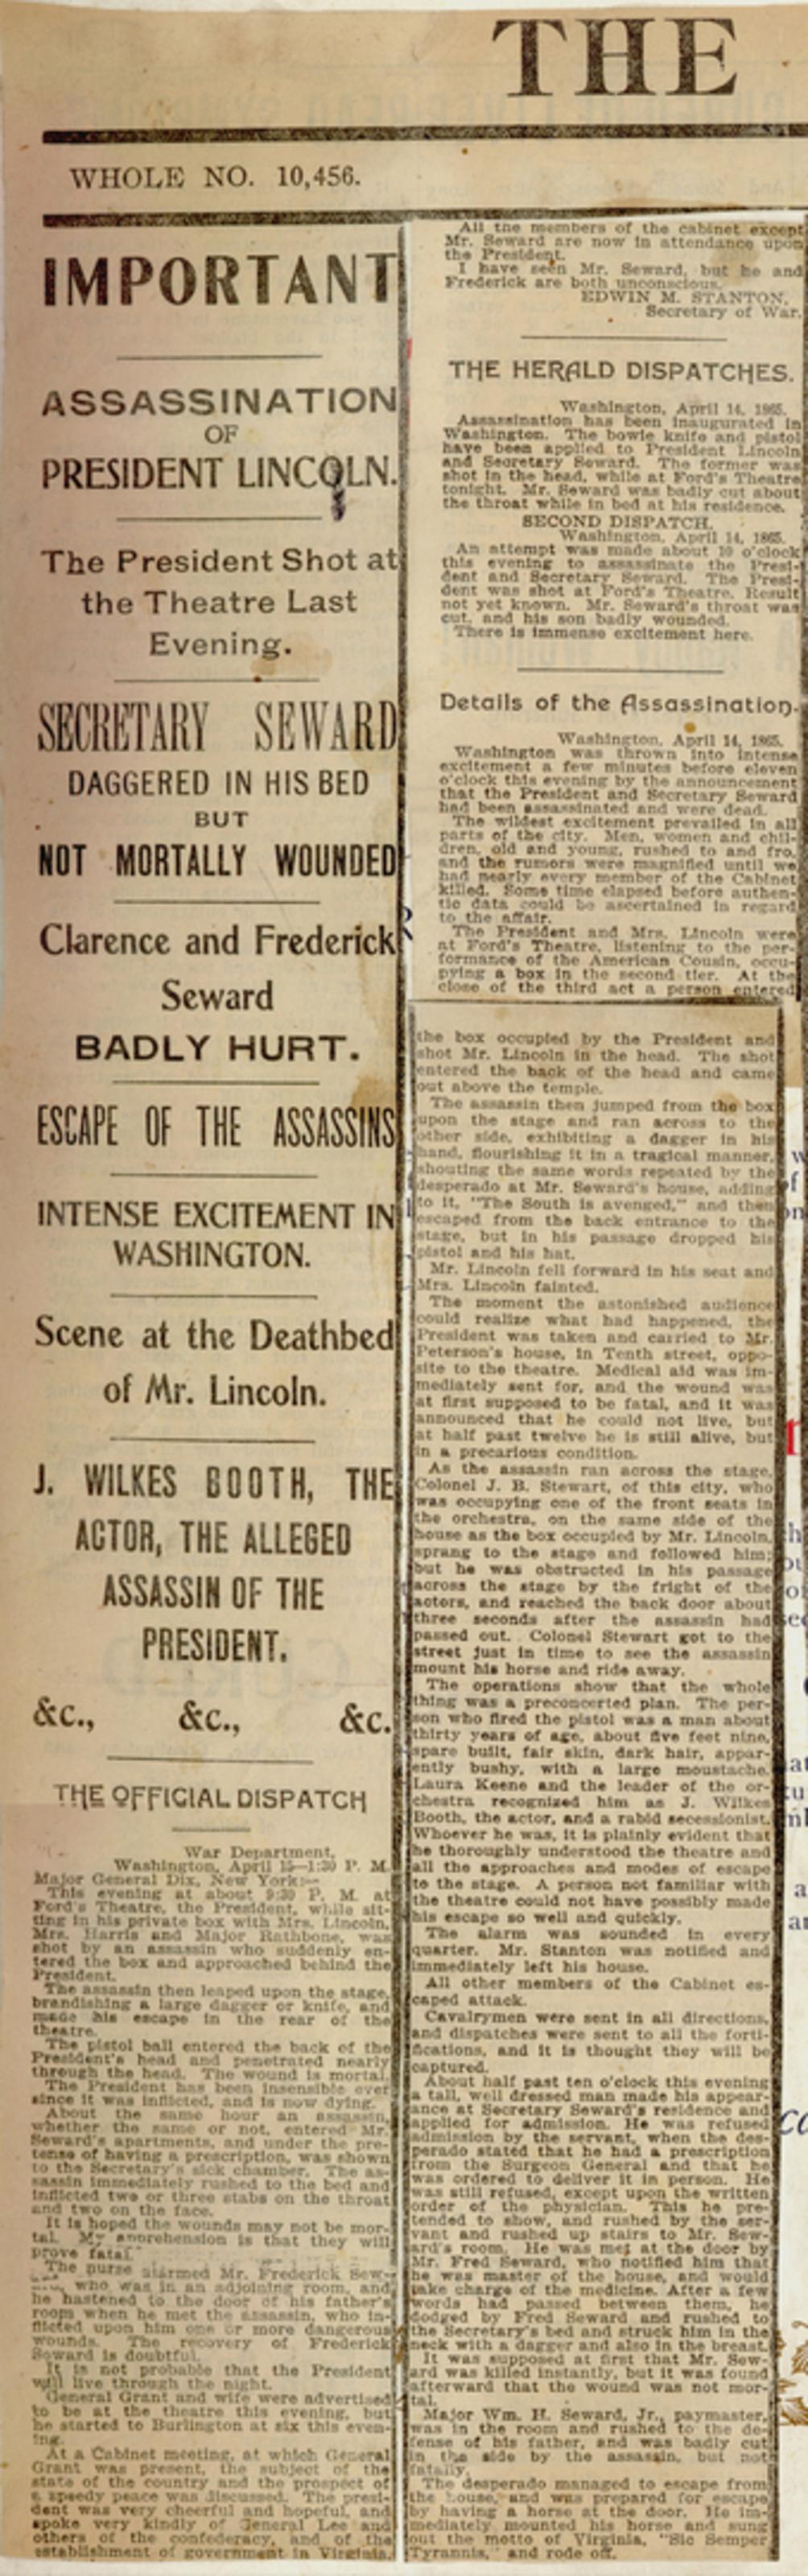 THE
WHOLE NO. 10,456.
IMPORTANT
ASSASSINATION
OF
PRESIDENT LINCOLN.
The President Shot at
the Theatre Last
Evening.
SECRETARY SEWARD
DAGGERED IN HIS BED
BUT
NOT MORTALLY WOUNDED
Clarence and Frederick
Seward
BADLY HURT.
ESCAPE OF THE ASSASSINS
INTENSE EXCITEMENT IN
WASHINGTON.
Scene at the Deathbed
of Mr. Lincoln.
J. WILKES BOOTH, THE
ACTOR, THE ALLEGED
ASSASSIN OF THE
PRESIDENT.
&c., &c., &c.
THE OFFICIAL DISPATCH
War Department,
Washington, April 15—1:30 P. M.
Major General Dix, New York:—
This evening at about 9:30 P. M. at
Ford's Theatre, the President, while sit-
ting in his private box with Mrs. Lincoln,
Mrs. Harris and Major Rathbone, was
shot by an assassin who suddenly en-
tered the box and approached behind the
President.
The assassin then leaped upon the stage,
brandishing a large dagger or knife, and
made his escape in the rear of the
theatre.
The pistol ball entered the back of the
President's head and penetrated nearly
through the head. The wound is mortal.
The President has been insensible ever
since it was inflicted, and is now dying.
About the same hour an assassin,
whether the same or not, entered Mr.
Seward's apartments, and under the pre-
tense of having a prescription, was shown
to the Secretary's sick chamber. The as-
sassin immediately rushed to the bed and
inflicted two or three stabs on the throat
and two on the face.
It is hoped the wounds may not be mor-
tal. My apprehension is that they will
prove fatal.
The nurse alarmed Mr. Frederick Sew-
who was in an adjoining room, and
he hastened to the door of his father's
room when he met the assassin, who in-
flicted upon him one or more dangerous
wounds. The recovery of Frederick
Seward is doubtful.
It is not probable that the President
will live through the night.
General Grant and wife were advertised
to be at the theatre this evening, but
he started to Burlington at six this even-
ing.
At a Cabinet meeting, at which General
Grant was present, the subject of the
state of the country and the prospect of
a speedy peace was discussed. The presi-
dent was very cheerful and hopeful, and
spoke very kindly of General Lee and
others of the confederacy, and of the
establishment of government in Virginia.
All the members of the cabinet except
Mr. Seward are now in attendance upon
the President.
I have seen Mr. Seward, but he and
Frederick are both unconscious.
EDWIN M. STANTON,
Secretary of War.
THE HERALD DISPATCHES.
Washington, April 14, 1865.
Assassination has been inaugurated in
Washington. The bowie knife and pistol
have been applied to President Lincoln
and Secretary Seward. The former was
shot in the head, while at Ford's Theatre
tonight. Mr. Seward was badly cut about
the throat while in bed at his residence.
SECOND DISPATCH.
Washington, April 14, 1865.
An attempt was made about 10 o'clock
this evening to assassinate the Presi-
dent and Secretary Seward. The Presi-
dent was shot at Ford's Theatre. Result
not yet known. Mr. Seward's throat was
cut, and his son badly wounded.
There is immense excitement here.
Details of the Assassination.
Washington, April 14, 1865.
Washington was thrown into intense
excitement a few minutes before eleven
o'clock this evening by the announcement
that the President and Secretary Seward
had been assassinated and were dead.
The wildest excitement prevailed in all
parts of the city. Men, women and chil-
dren, old and young, rushed to and fro,
and the rumors were magnified until we
had nearly every member of the Cabinet
killed. Some time elapsed before authen-
tic data could be ascertained in regard
to the affair.
The President and Mrs. Lincoln were
at Ford's Theatre, listening to the per-
formance of the American Cousin, occu-
pying a box in the second tier. At the
close of the third act a person entered
the box occupied by the President and
shot Mr. Lincoln in the head. The shot
entered the back of the head and came
out above the temple.
The assassin then jumped from the box
upon the stage and ran across to the
other side, exhibiting a dagger in his
hand, flourishing it in a tragical manner,
shouting the same words repeated by the
desperado at Mr. Seward's house, adding
to it, "The South is avenged," and then
escaped from the back entrance to the
stage, but in his passage dropped his
pistol and his hat.
Mr. Lincoln fell forward in his seat and
Mrs. Lincoln fainted.
The moment the astonished audience
could realize what had happened, the
President was taken and carried to Mr.
Peterson's house, in Tenth street, oppo-
site to the theatre. Medical aid was im-
mediately sent for, and the wound was
at first supposed to be fatal, and it was
announced that he could not live, but
at half past twelve he is still alive, but
in a precarious condition.
As the assassin ran across the stage,
Colonel J. B. Stewart, of this city, who
was occupying one of the front seats in
the orchestra, on the same side of the
house as the box occupied by Mr. Lincoln,
sprang to the stage and followed him;
but he was obstructed in his passage
across the stage by the fright of the
actors, and reached the back door about
three seconds after the assassin had
passed out. Colonel Stewart got to the
street just in time to see the assassin
mount his horse and ride away.
The operations show that the whole
thing was a preconcerted plan. The per-
son who fired the pistol was a man about
thirty years of age, about five feet nine,
spare built, fair skin, dark hair, appar-
ently bushy, with a large moustache.
Laura Keene and the leader of the or-
chestra recognized him as J. Wilkes
Booth, the actor, and a rabid secessionist.
Whoever he was, it is plainly evident that
he thoroughly understood the theatre and
all the approaches and modes of escape
to the stage. A person not familiar with
the theatre could not have possibly made
his escape so well and quickly.
The alarm was sounded in every
quarter. Mr. Stanton was notified and
immediately left his house.
All other members of the Cabinet es-
caped attack.
Cavalrymen were sent in all directions,
and dispatches were sent to all the forti-
fications, and it is thought they will be
captured.
About half past ten o'clock this evening
a tall, well dressed man made his appear-
ance at Secretary Seward's residence and
applied for admission. He was refused
admission by the servant, when the des-
perado stated that he had a prescription
from the Surgeon General and that he
was ordered to deliver it in person. He
was still refused, except upon the written
order of the physician. This he pre-
tended to show, and rushed by the ser-
vant and rushed up stairs to Mr. Sew-
ard's room. He was met at the door by
Mr. Fred Seward, who notified him that
he was master of the house, and would
take charge of the medicine. After a few
words had passed between them, he
dodged by Fred Seward and rushed to
the Secretary's bed and struck him in the
neck with a dagger and also in the breast.
It was supposed at first that Mr. Sew-
ard was killed instantly, but it was found
afterward that the wound was not mor-
tal.
Major Wm. H. Seward, Jr., paymaster,
was in the room and rushed to the de-
fense of his father, and was badly cut
in the side by the assassin, but not
fatally.
The desperado managed to escape from
the house, and was prepared for escape
by having a horse at the door. He im-
mediately mounted his horse and sung
out the motto of Virginia, "Sic Semper
Tyrannis," and rode off.